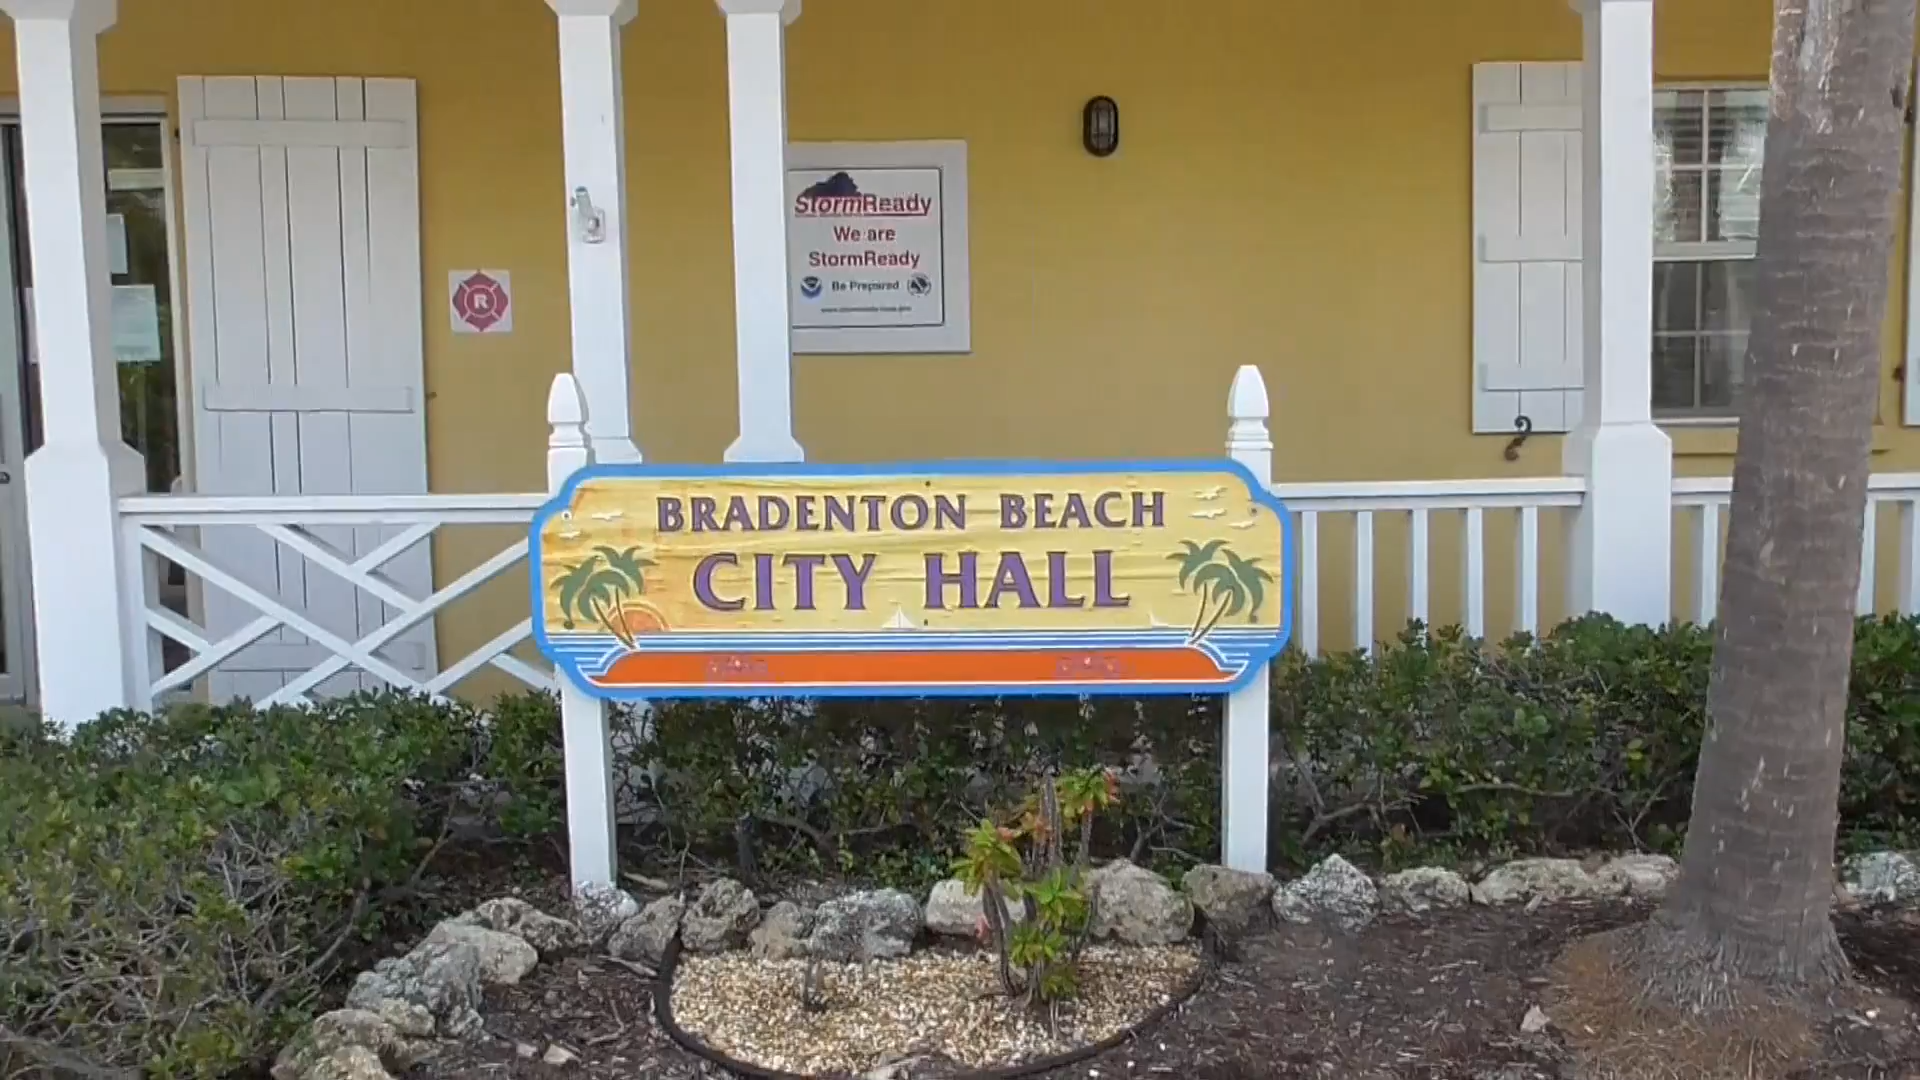 StormReady
We are
StormReady
Be Prepared
R
BRADENTON BEACH
CITY HALL